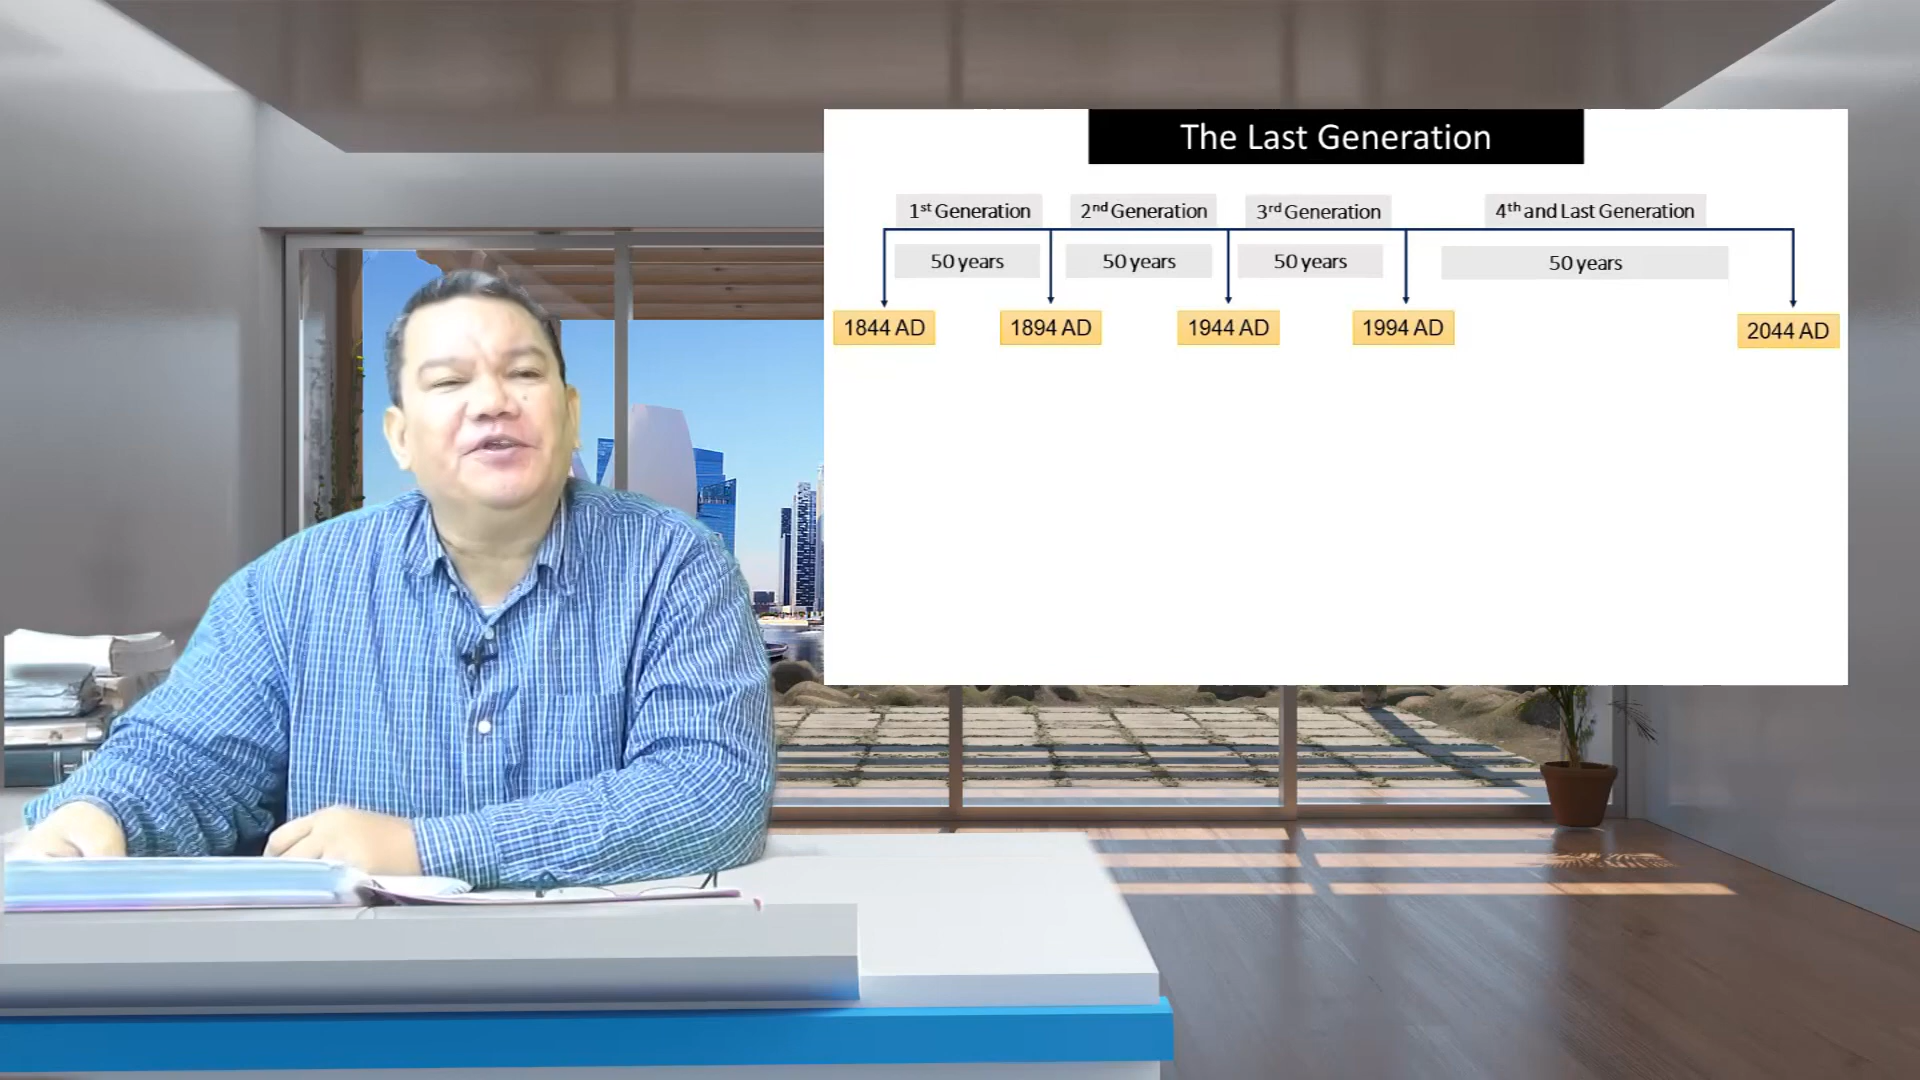 The Last Generation
1st Generation
2nd Generation
3rd Generation
4th and Last Generation
50 years
50 years
50 years
50 years
1844 AD
1894 AD
1944 AD
1994 AD
2044 AD